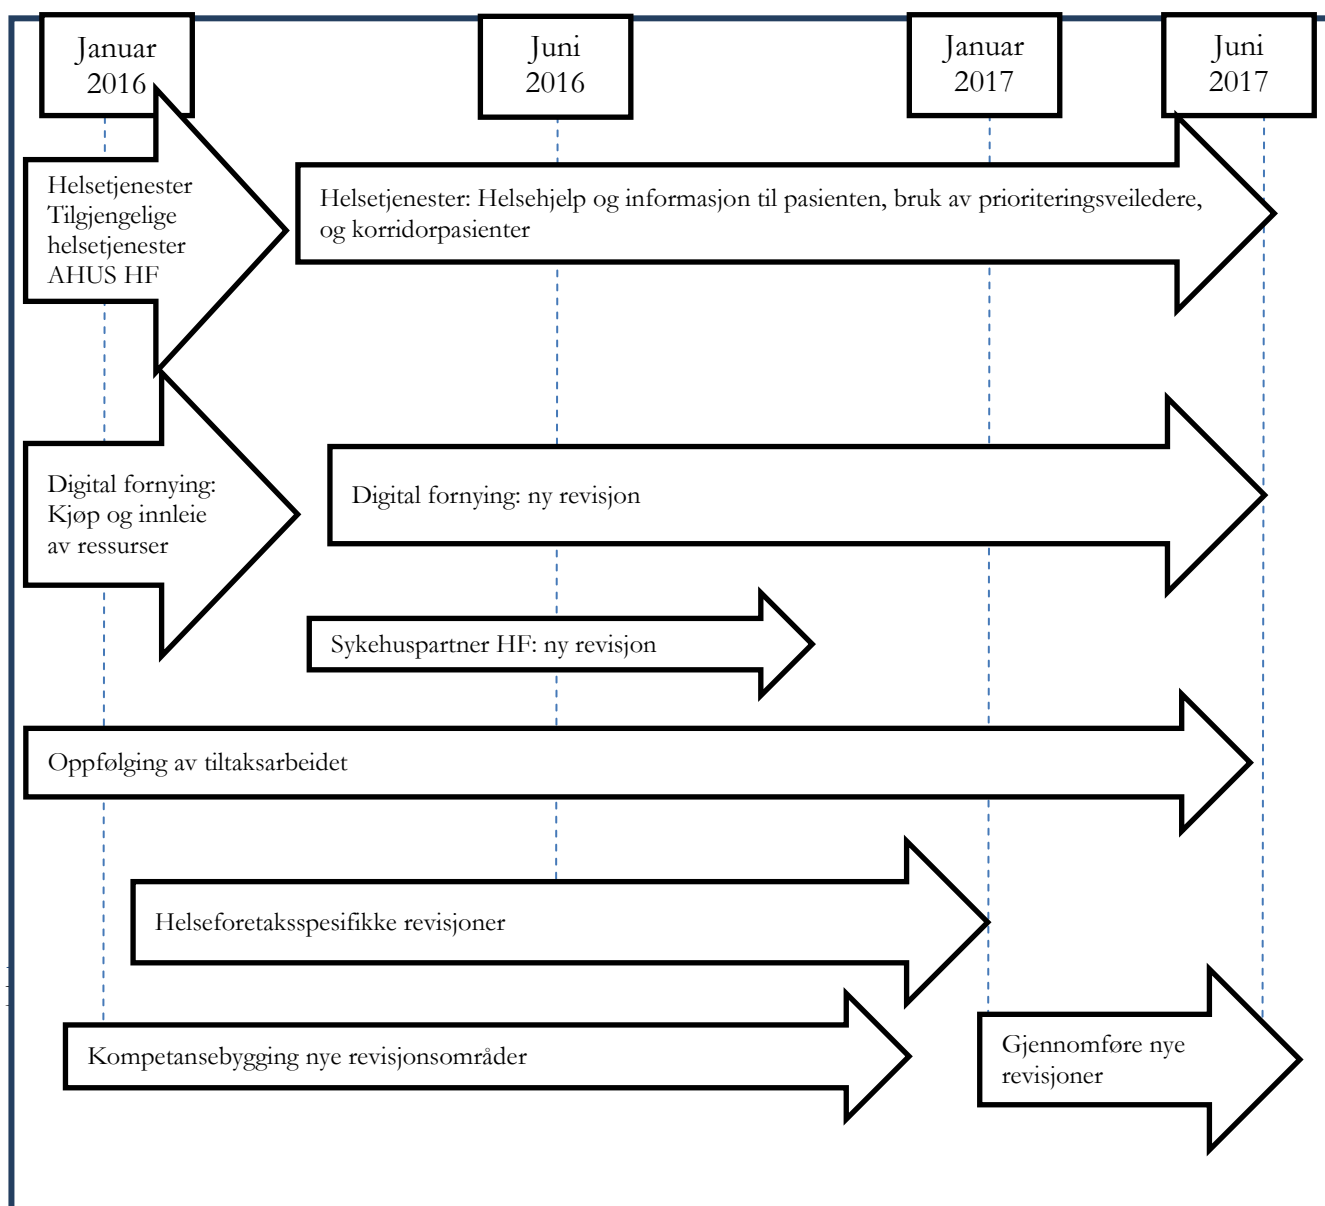 Januar
2016
Juni
2016
Januar
2017
Juni
2017
Helsetjenester
Tilgjengelige
helsetjenester
AHUS HF
Helsetjenester: Helsehjelp og informasjon til pasienten, bruk av prioriteringsveiledere,
og korridorpasienter
Digital fornying:
Kjøp og innleie
av ressurser
Digital fornying: ny revisjon
Sykehuspartner HF: ny revisjon
Oppfølging av tiltaksarbeidet
Helseforetaksspesifikke revisjoner
Kompetansebygging nye revisjonsområder
Gjennomføre nye
revisjoner